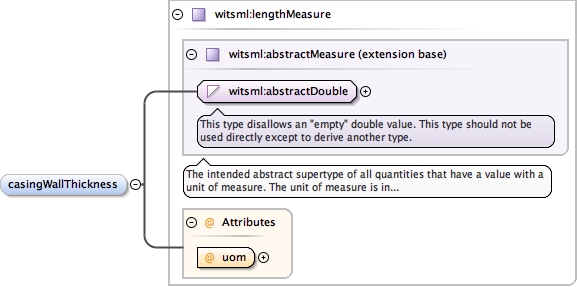 witsml:lengthMeasure
witsml:abstractMeasure (extension base)
witsml:abstractDouble
This type disallows an "empty" double value. This type should not be
used directly except to derive another type.
casingWallThickness
The intended abstract supertype of all quantities that have a value with a
unit of measure. The unit of measure is in...
@ Attributes
@ uom